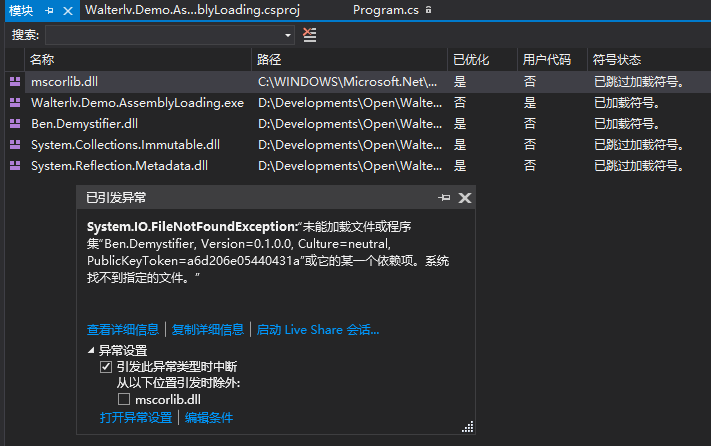 模块 Walterlv.Demo.As...blyLoading.csproj Program.cs
搜索:
名称 路径 已优化 用户代码 符号状态
mscorlib.dll C:\WINDOWS\Microsoft.Net\... 是 否 已跳过加载符号。
Walterlv.Demo.AssemblyLoading.exe D:\Developments\Open\Walte... 否 是 已加载符号。
Ben.Demystifier.dll D:\Developments\Open\Walte... 是 否 已加载符号。
System.Collections.Immutable.dll D:\Developments\Open\Walte... 是 否 已跳过加载符号。
System.Reflection.Metadata.dll D:\Developments\Open\Walte... 是 否 已跳过加载符号。
已引发异常
System.IO.FileNotFoundException:“未能加载文件或程序
集“Ben.Demystifier, Version=0.1.0.0, Culture=neutral,
PublicKeyToken=a6d206e05440431a”或它的某一个依赖项。系统
找不到指定的文件。”
查看详细信息 | 复制详细信息 | 启动 Live Share 会话...
异常设置
引发此异常类型时中断
从以下位置引发时除外:
mscorlib.dll
打开异常设置 | 编辑条件